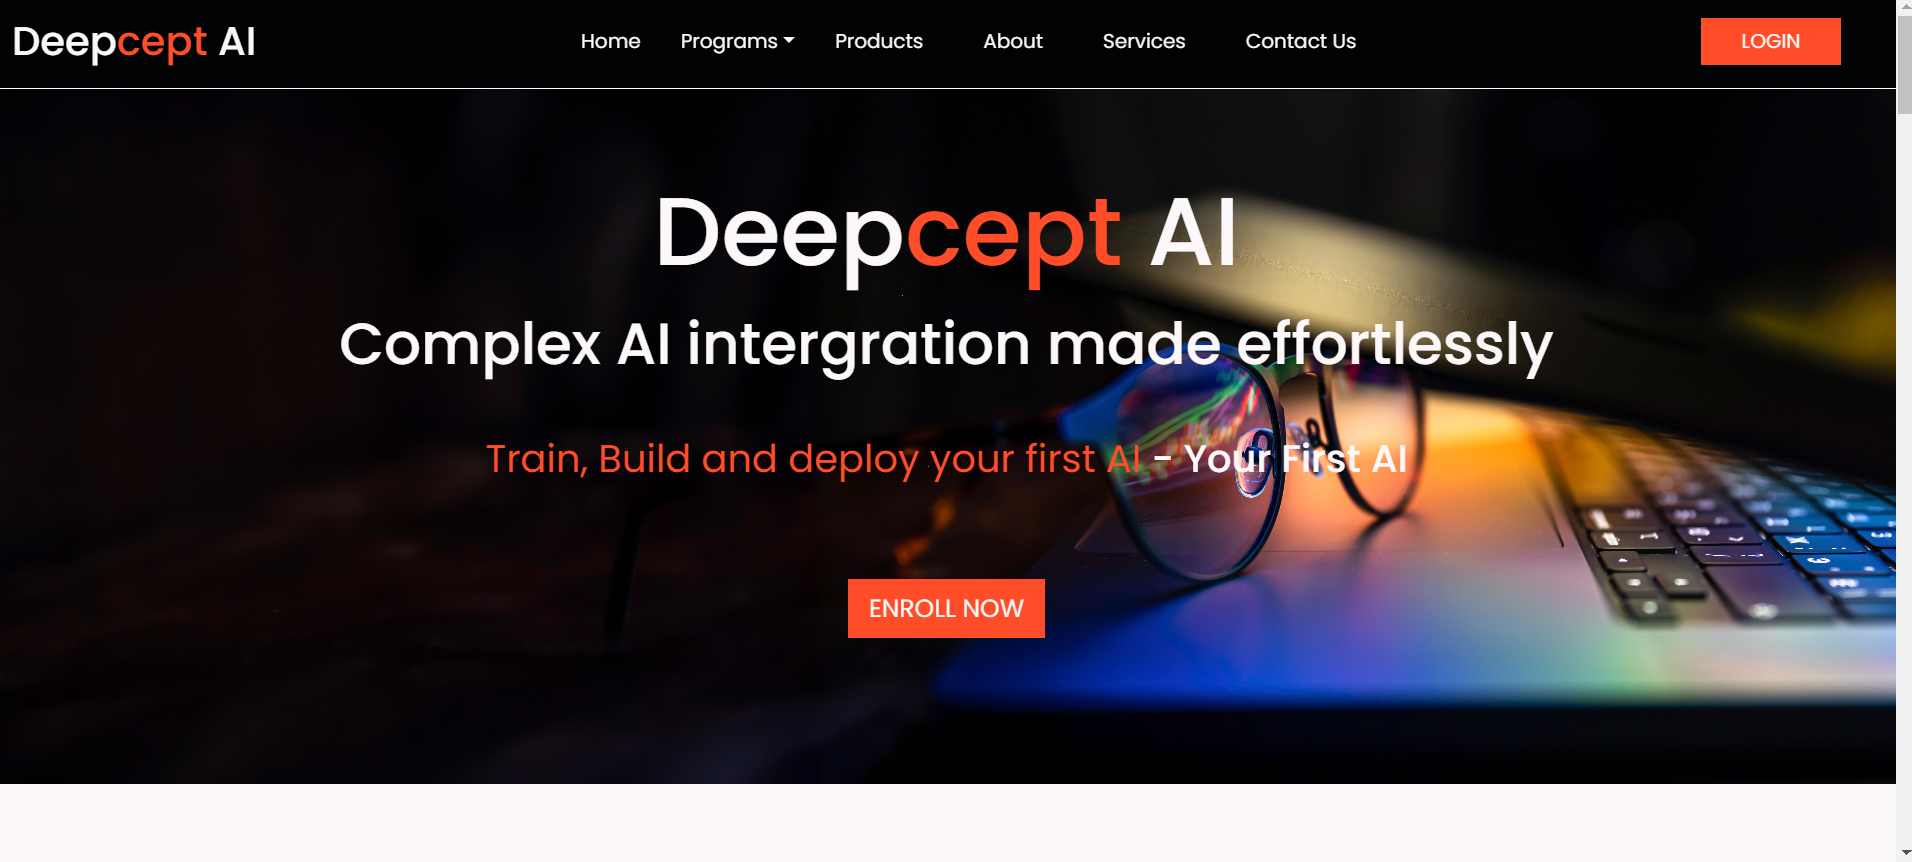 Deepcept AI
Home Programs Products About Services Contact Us
LOGIN
Deepcept AI
Complex AI intergration made effortlessly
Train, Build and deploy your first AI - Your First AI
ENROLL NOW